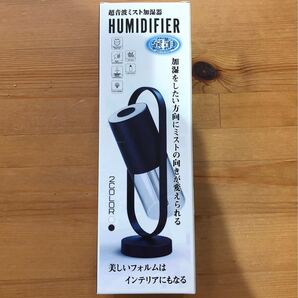 超音波ミスト加湿器
HUMIDIFIER
加湿をしたい方向にミストの向きが変えられる
2COLOR
美しいフォルムは
インテリアにもなる